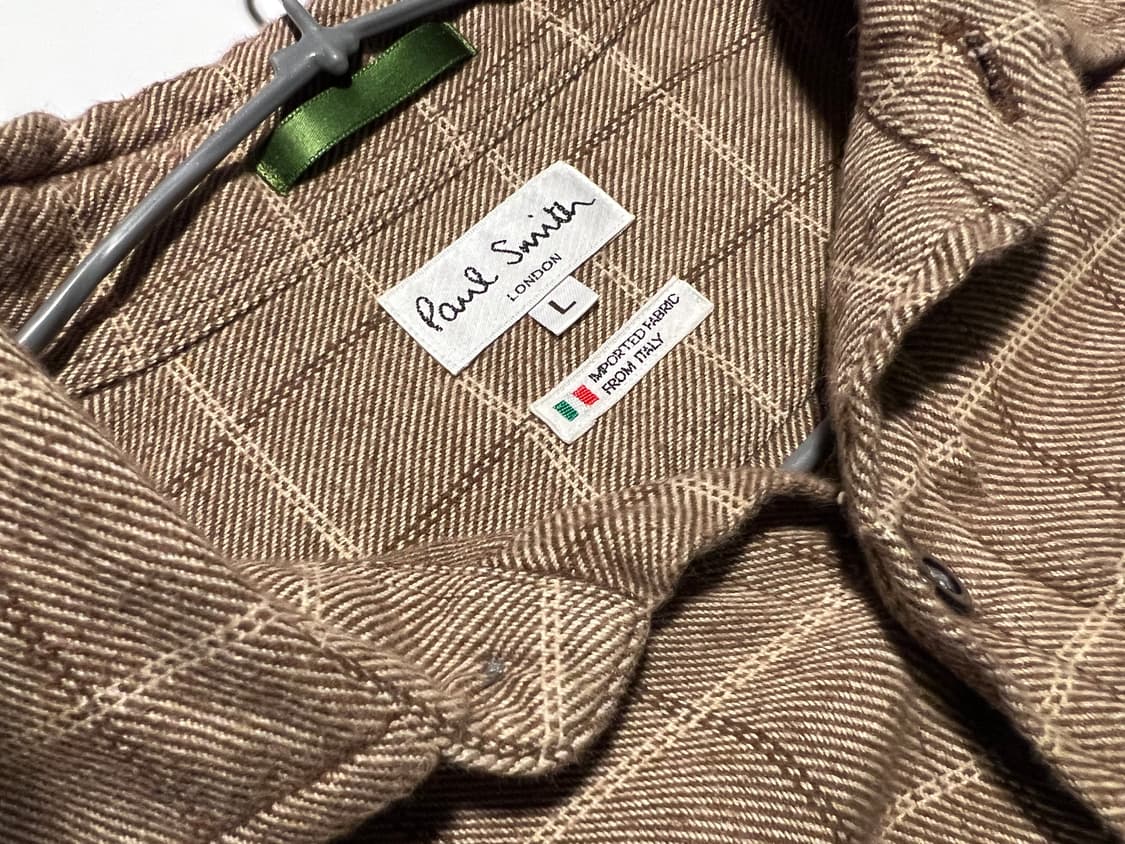 Paul Smith
LONDON
L
IMPORTED FABRIC
FROM ITALY